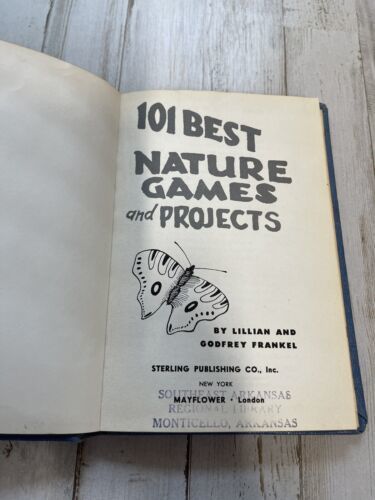 101 BEST
NATURE
GAMES
and PROJECTS
BY LILLIAN AND
GODFREY FRANKEL
STERLING PUBLISHING CO., Inc.
NEW YORK
SOUTHEAST ARKANSAS
MAYFLOWER • London
REGIONAL LIBRARY
MONTICELLO, ARKANSAS